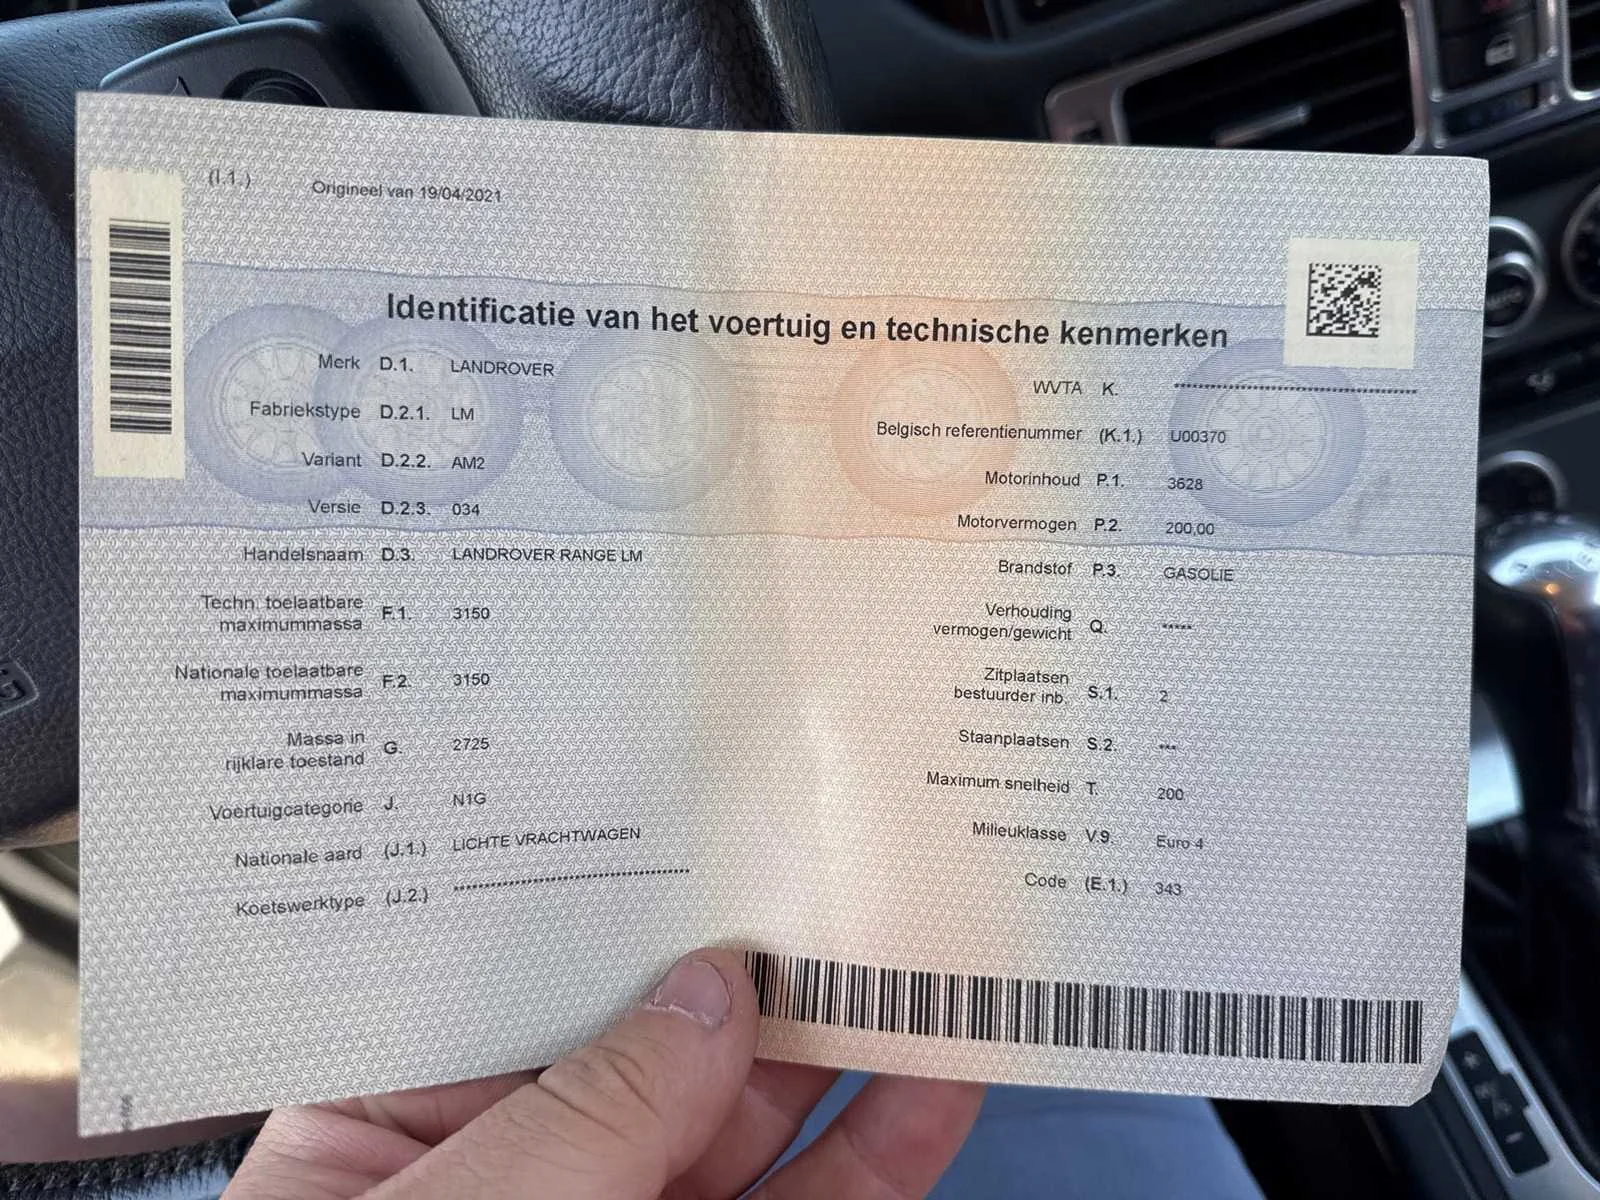 (I.1.) Origineel van 19/04/2021
Identificatie van het voertuig en technische kenmerken
Merk D.1. LANDROVER
Fabriekstype D.2.1. LM
Variant D.2.2. AM2
Versie D.2.3. 034
Handelsnaam D.3. LANDROVER RANGE LM
Techn. toelaatbare
maximummassa F.1. 3150
Nationale toelaatbare
maximummassa F.2. 3150
Massa in
rijklare toestand G. 2725
Voertuigcategorie J. N1G
Nationale aard (J.1.) LICHTE VRACHTWAGEN
Koetswerktype (J.2.) ****************************************
WVTA K. ****************************************
Belgisch referentienummer (K.1.) U00370
Motorinhoud P.1. 3628
Motorvermogen P.2. 200,00
Brandstof P.3. GASOLIE
Verhouding
vermogen/gewicht Q. *****
Zitplaatsen
bestuurder inb. S.1. 2
Staanplaatsen S.2. ***
Maximum snelheid T. 200
Milieuklasse V.9. Euro 4
Code (E.1.) 343